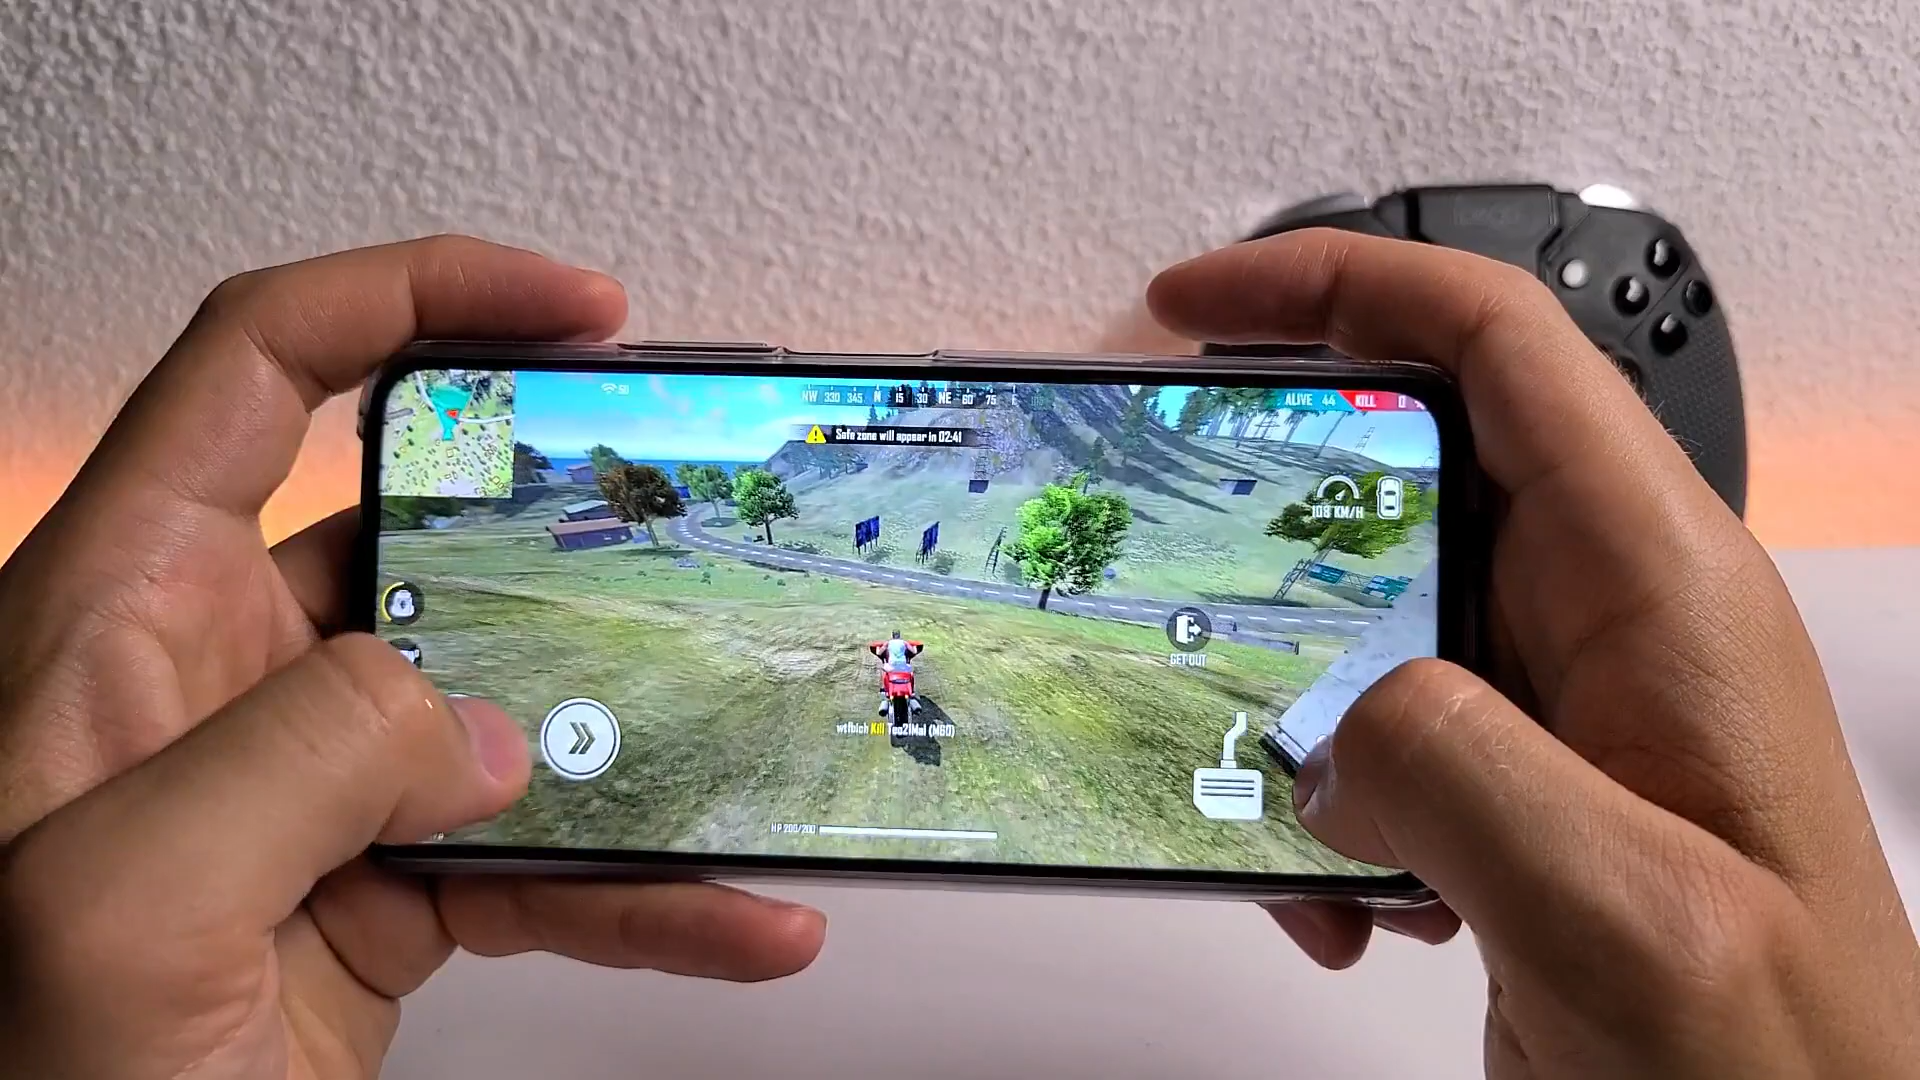 50
NW 330 345 N 15 30 NE 60 75 E
ALIVE 44 KILL 0
Safe zone will appear in 02:41
108 KM/H
GET OUT
HP 200/200